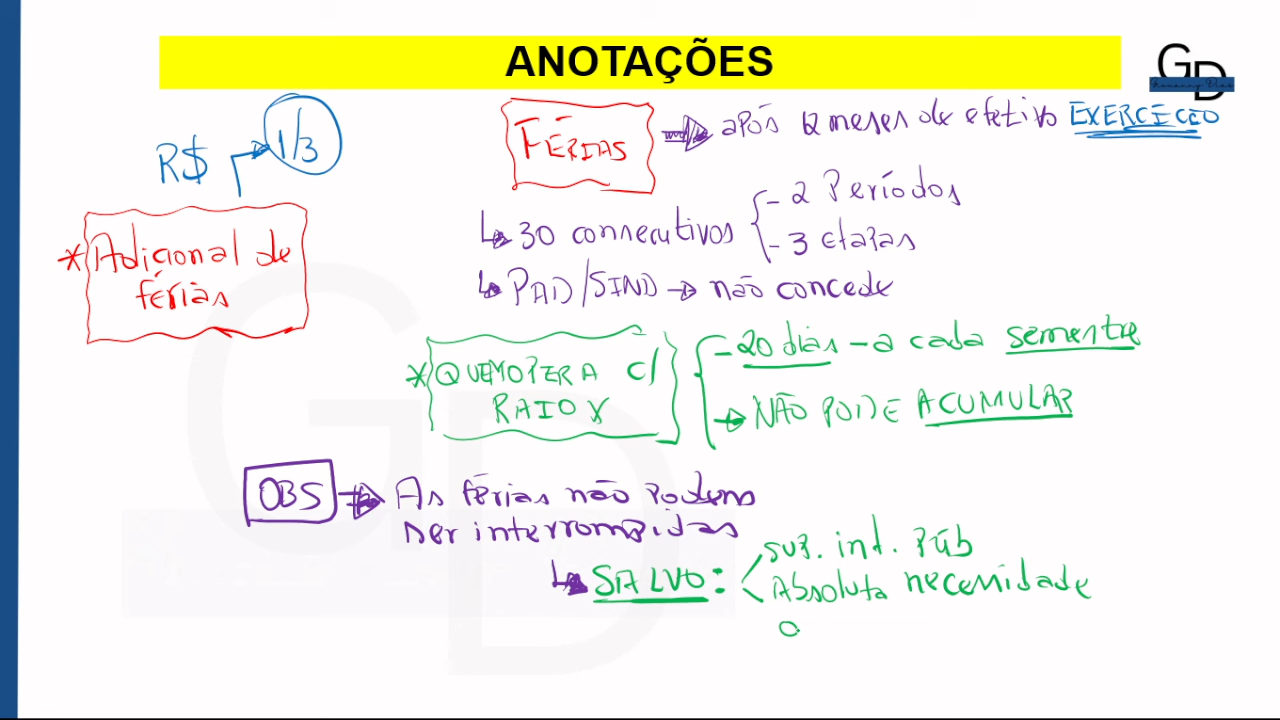 ANOTAÇÕES
GD
R$ 1/3
* Adicional de
férias
FÉRIAS
após 12 meses de efetivo EXERCÍCIO
30 consecutivos
- 2 Períodos
- 3 etapas
PAD/SIND → não concede
* QUEM OPERA C/
RAIO X
- 20 dias - a cada semestre
→ NÃO PODE ACUMULAR
OBS
As férias não podem
ser interrompidas
SALVO:
sup. int. Púb
Absoluta necessidade
o